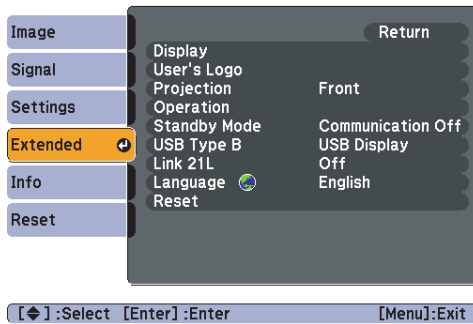 Image
Signal
Settings
Extended
Info
Reset
Return
Display
User's Logo
Projection Front
Operation
Standby Mode Communication Off
USB Type B USB Display
Link 21L Off
Language English
Reset
[◆] :Select [Enter] :Enter [Menu]:Exit